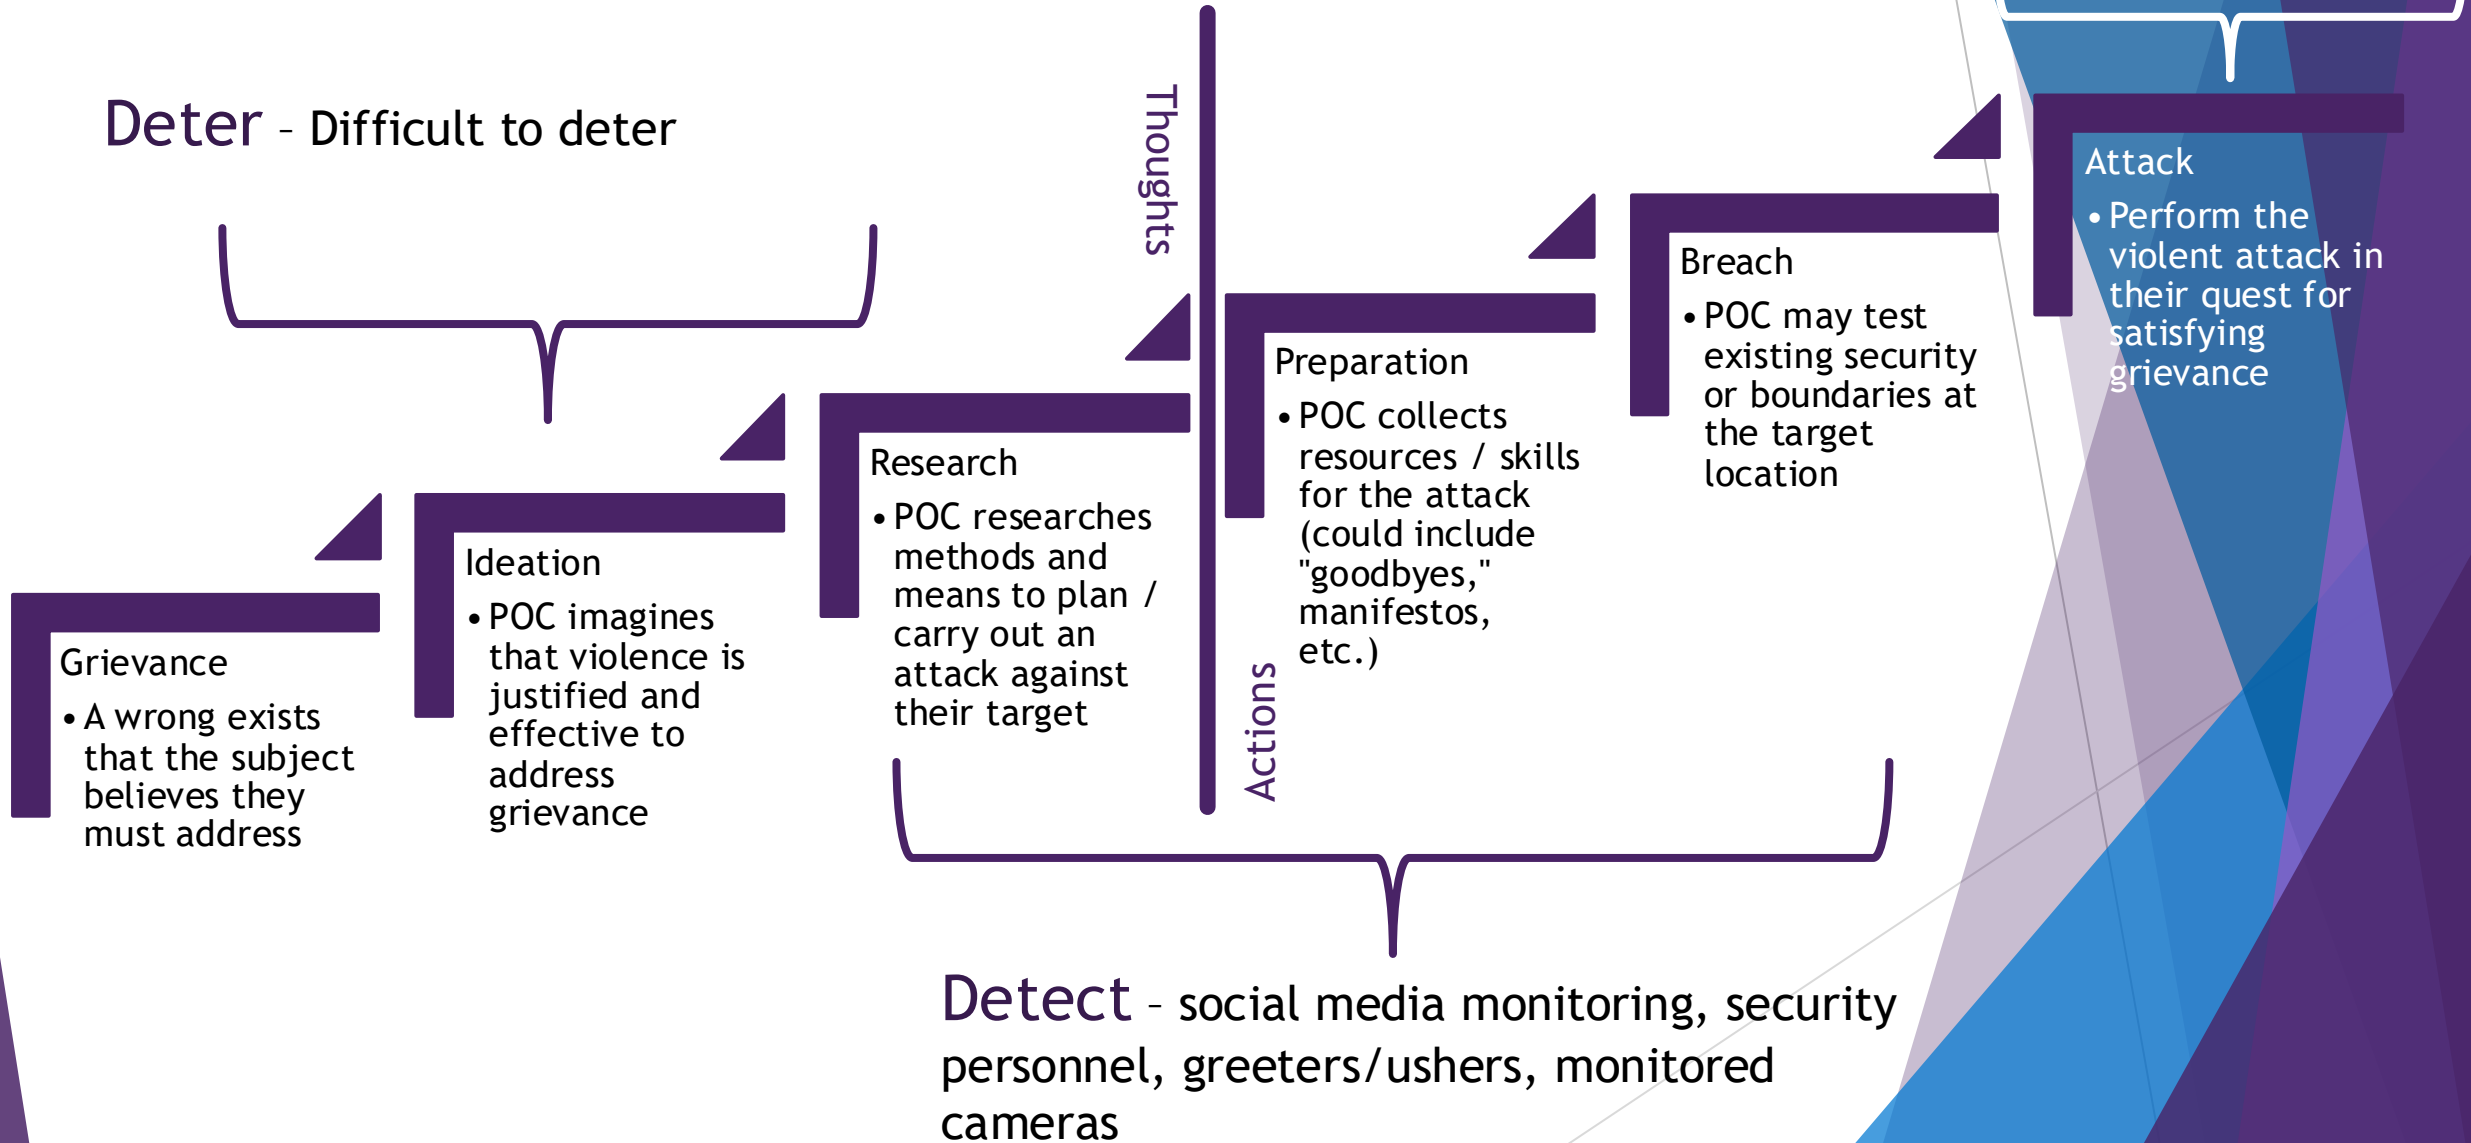 Deter – Difficult to deter
Thoughts
Grievance
• A wrong exists
that the subject
believes they
must address
Ideation
• POC imagines
that violence is
justified and
effective to
address
grievance
Research
• POC researches
methods and
means to plan /
carry out an
attack against
their target
Actions
Preparation
• POC collects
resources / skills
for the attack
(could include
"goodbyes,"
manifestos,
etc.)
Breach
• POC may test
existing security
or boundaries at
the target
location
Attack
• Perform the
violent attack in
their quest for
satisfying
grievance
Detect – social media monitoring, security
personnel, greeters/ushers, monitored
cameras